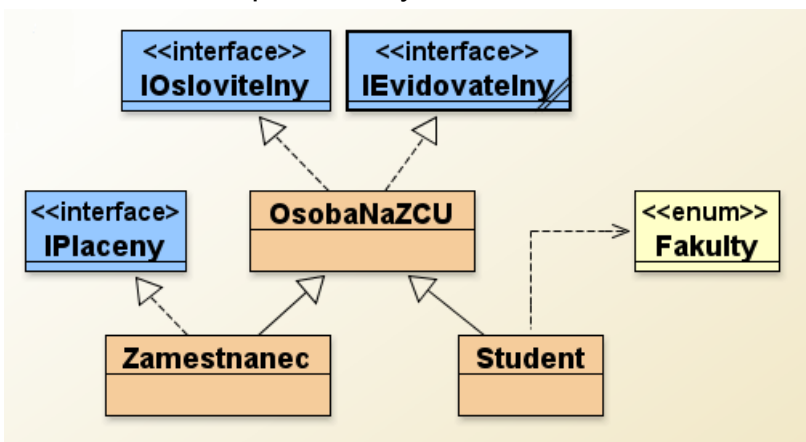 <<interface>>
IOslovitelny
<<interface>>
IEvidovatelny
OsobaNaZCU
<<interface>
IPlaceny
<<enum>>
Fakulty
Zamestnanec
Student